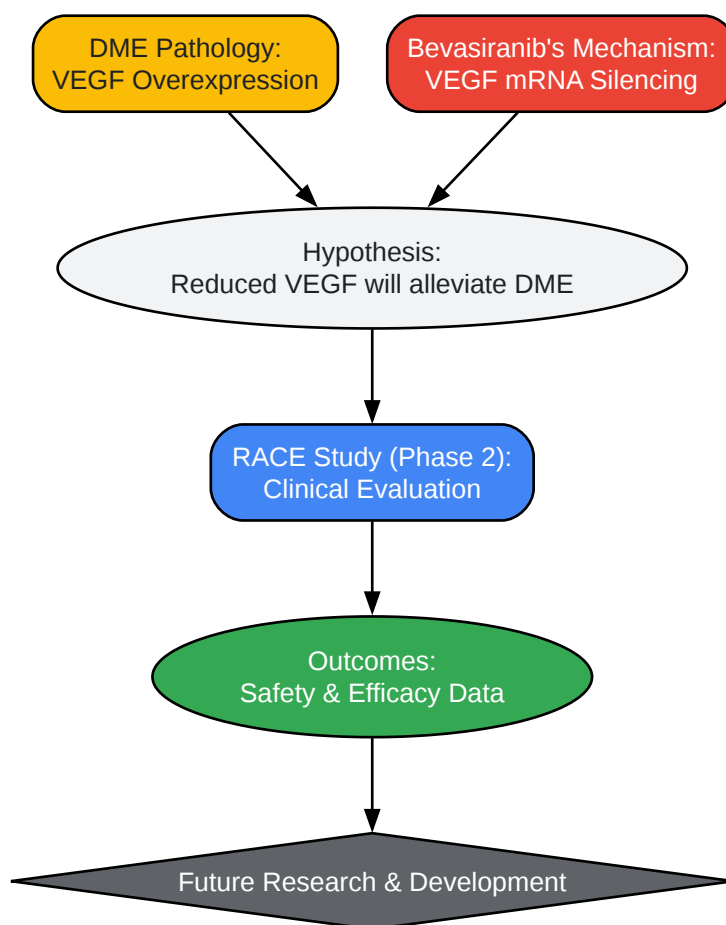 DME Pathology:
VEGF Overexpression
Bevasiranib's Mechanism:
VEGF mRNA Silencing
Hypothesis:
Reduced VEGF will alleviate DME
RACE Study (Phase 2):
Clinical Evaluation
Outcomes:
Safety & Efficacy Data
Future Research & Development